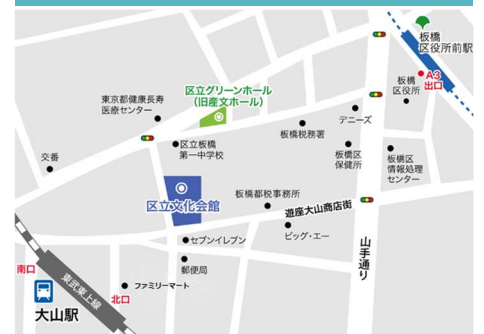 板橋
区役所前駅
A3
出口
板橋
区役所
区立グリーンホール
(旧産文ホール)
東京都健康長寿
医療センター
デニーズ
板橋税務署
区立板橋
第一中学校
板橋区
保健所
板橋区
情報処理
センター
交番
区立文化会館
板橋都税事務所
遊座大山商店街
ビッグ・エー
山手通り
セブンイレブン
郵便局
南口
東武東上線
ファミリーマート
北口
大山駅